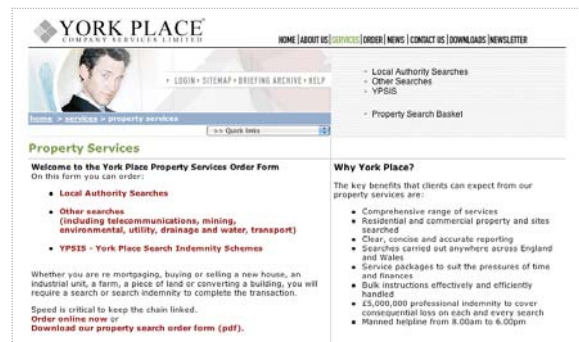 YORK PLACE
COMPANY SERVICES LIMITED
HOME | ABOUT US | SERVICES | ORDER | NEWS | CONTACT US | DOWNLOADS | NEWSLETTER
• LOGIN • SITEMAP • BRIEFING ARCHIVE • HELP
- Local Authority Searches
- Other Searches
- YPSIS
- Property Search Basket
home > services > property services
>> Quick links
Property Services
Welcome to the York Place Property Services Order Form
On this form you can order:
• Local Authority Searches
• Other searches
(including telecommunications, mining,
environmental, utility, drainage and water, transport)
• YPSIS - York Place Search Indemnity Schemes
Whether you are re mortgaging, buying or selling a new house, an
industrial unit, a farm, a piece of land or converting a building, you will
require a search or search indemnity to complete the transaction.
Speed is critical to keep the chain linked.
Order online now or
Download our property search order form (pdf).
Why York Place?
The key benefits that clients can expect from our
property services are:
• Comprehensive range of services
• Residential and commercial property and sites
searched
• Clear, concise and accurate reporting
• Searches carried out anywhere across England
and Wales
• Service packages to suit the pressures of time
and finances
• Bulk instructions effectively and efficiently
handled
• £5,000,000 professional indemnity to cover
consequential loss on each and every search
• Manned helpline from 8.00am to 6.00pm